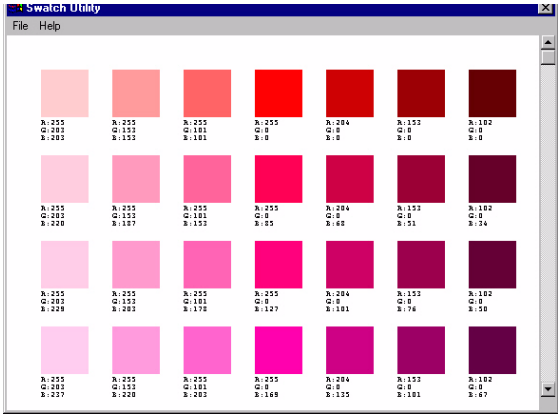 Swatch Utility
File Help
R:255 R:255 R:255 R:255 R:204 R:153 R:102
G:203 G:153 G:101 G:0 G:0 G:0 G:0
B:203 B:153 B:101 B:0 B:0 B:0 B:0
R:255 R:255 R:255 R:255 R:204 R:153 R:102
G:203 G:153 G:101 G:0 G:0 G:0 G:0
B:220 B:187 B:153 B:85 B:68 B:51 B:34
R:255 R:255 R:255 R:255 R:204 R:153 R:102
G:203 G:153 G:101 G:0 G:0 G:0 G:0
B:229 B:203 B:178 B:127 B:101 B:76 B:50
R:255 R:255 R:255 R:255 R:204 R:153 R:102
G:203 G:153 G:101 G:0 G:0 G:0 G:0
B:237 B:220 B:203 B:169 B:135 B:101 B:67